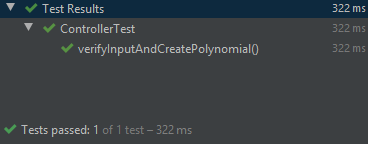 Test Results 322 ms
ControllerTest 322 ms
verifyInputAndCreatePolynomial() 322 ms
Tests passed: 1 of 1 test – 322 ms